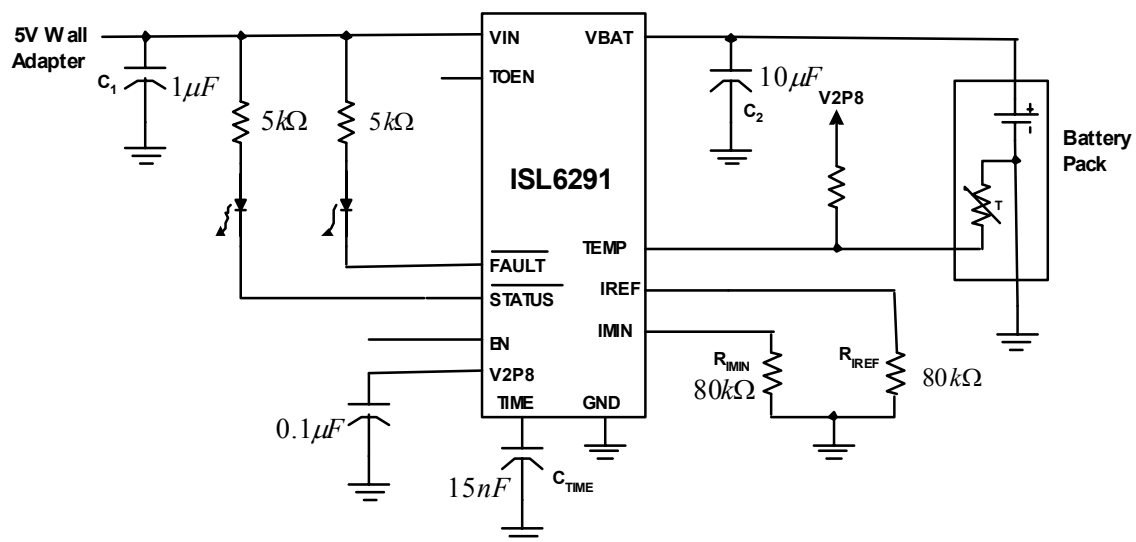 5V Wall
Adapter
C1
1μF
5kΩ
5kΩ
VIN
TOEN
VBAT
ISL6291
10μF
C2
V2P8
+
-
Battery
Pack
T
FAULT
STATUS
EN
V2P8
TIME
GND
TEMP
IREF
IMIN
RIMIN
80kΩ
RIREF
80kΩ
0.1μF
15nF
CTIME